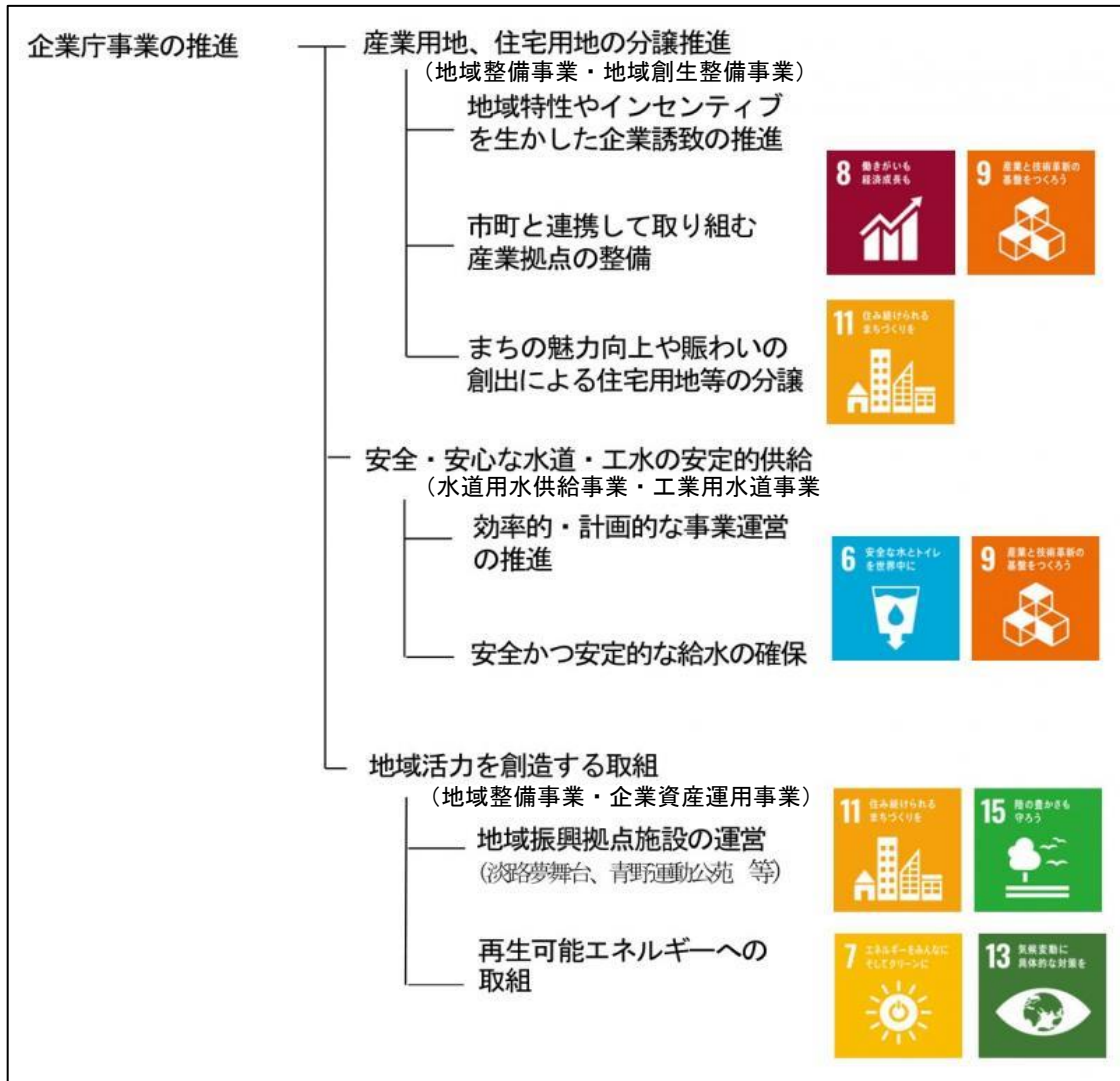 企業庁事業の推進
産業用地、住宅用地の分譲推進
（地域整備事業・地域創生整備事業）
地域特性やインセンティブ
を生かした企業誘致の推進
8 働きがいも
経済成長も
9 産業と技術革新の
基盤をつくろう
市町と連携して取り組む
産業拠点の整備
11 住み続けられる
まちづくりを
まちの魅力向上や賑わいの
創出による住宅用地等の分譲
安全・安心な水道・工水の安定的供給
（水道用水供給事業・工業用水道事業
効率的・計画的な事業運営
の推進
6 安全な水とトイレ
を世界中に
9 産業と技術革新の
基盤をつくろう
安全かつ安定的な給水の確保
地域活力を創造する取組
（地域整備事業・企業資産運用事業）
地域振興拠点施設の運営
（淡路夢舞台、青野運動公苑 等）
11 住み続けられる
まちづくりを
15 陸の豊かさも
守ろう
再生可能エネルギーへの
取組
7 エネルギーをみんなに
そしてクリーンに
13 気候変動に
具体的な対策を